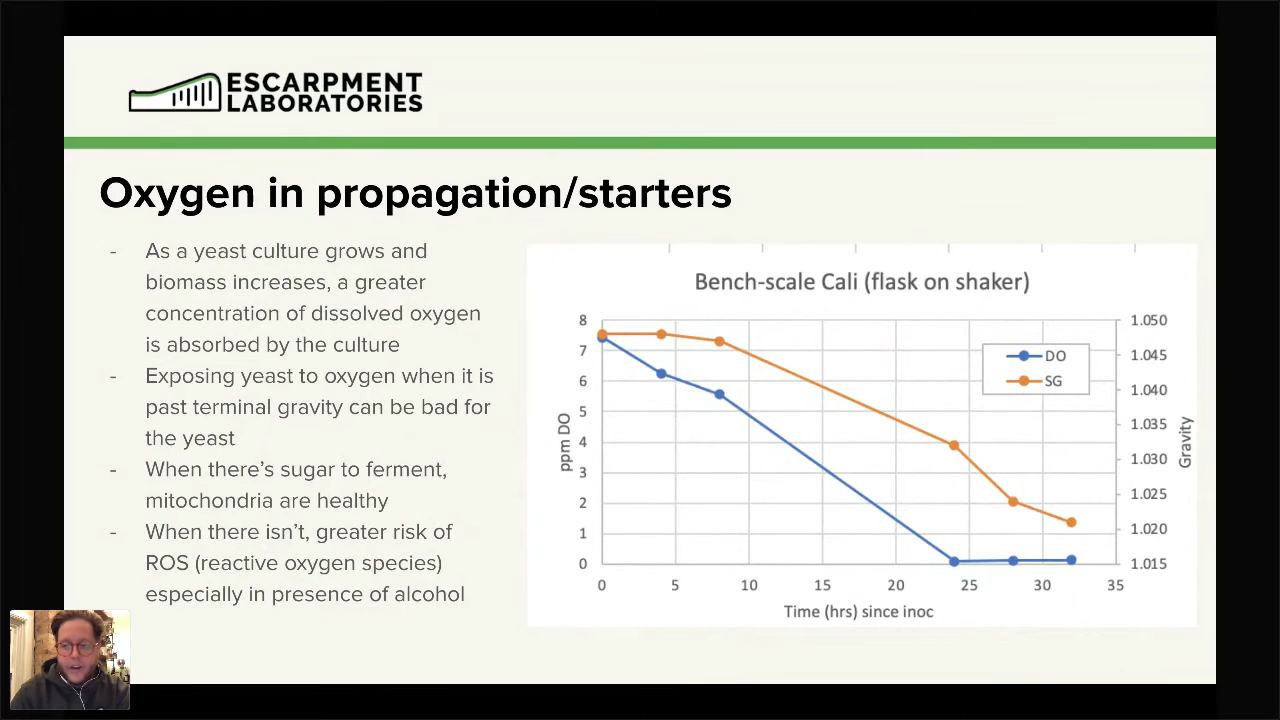 ESCARPMENT
LABORATORIES
Oxygen in propagation/starters
- As a yeast culture grows and
biomass increases, a greater
concentration of dissolved oxygen
is absorbed by the culture
- Exposing yeast to oxygen when it is
past terminal gravity can be bad for
the yeast
- When there's sugar to ferment,
mitochondria are healthy
- When there isn't, greater risk of
ROS (reactive oxygen species)
especially in presence of alcohol
Bench-scale Cali (flask on shaker)
8
7
6
5
4
3
2
1
0
ppm DO
DO
SG
1.050
1.045
1.040
1.035
1.030
1.025
1.020
1.015
Gravity
0 5 10 15 20 25 30 35
Time (hrs) since inoc